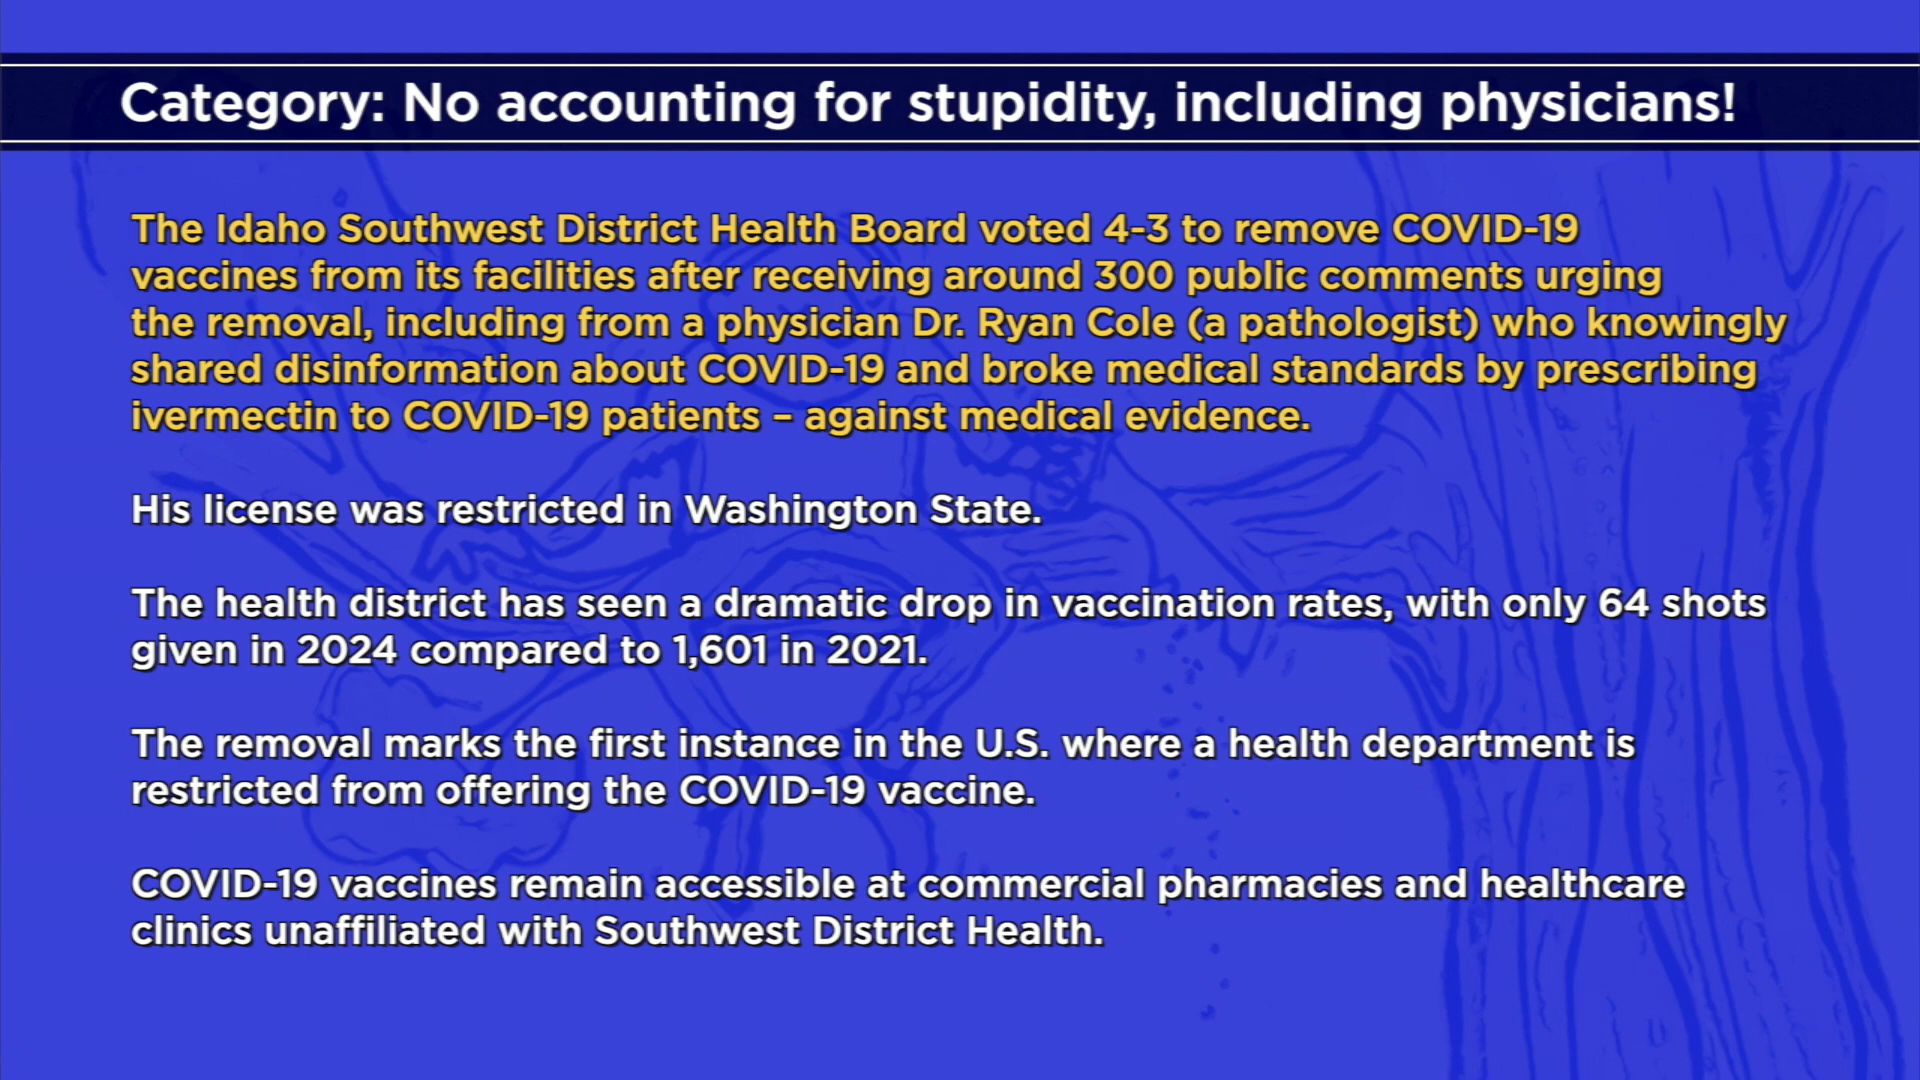 Category: No accounting for stupidity, including physicians!
The Idaho Southwest District Health Board voted 4-3 to remove COVID-19
vaccines from its facilities after receiving around 300 public comments urging
the removal, including from a physician Dr. Ryan Cole (a pathologist) who knowingly
shared disinformation about COVID-19 and broke medical standards by prescribing
ivermectin to COVID-19 patients – against medical evidence.
His license was restricted in Washington State.
The health district has seen a dramatic drop in vaccination rates, with only 64 shots
given in 2024 compared to 1,601 in 2021.
The removal marks the first instance in the U.S. where a health department is
restricted from offering the COVID-19 vaccine.
COVID-19 vaccines remain accessible at commercial pharmacies and healthcare
clinics unaffiliated with Southwest District Health.